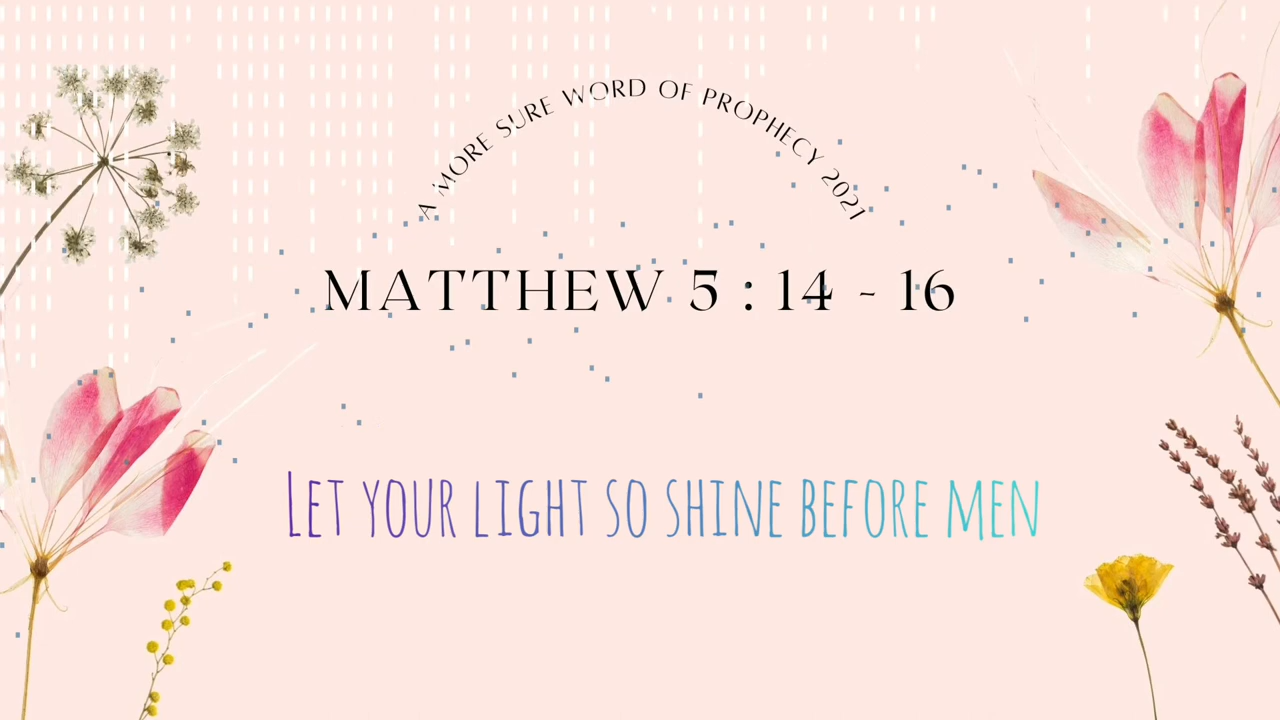 A MORE SURE WORD OF PROPHECY 2021
MATTHEW 5 : 14 - 16
LET YOUR LIGHT SO SHINE BEFORE MEN